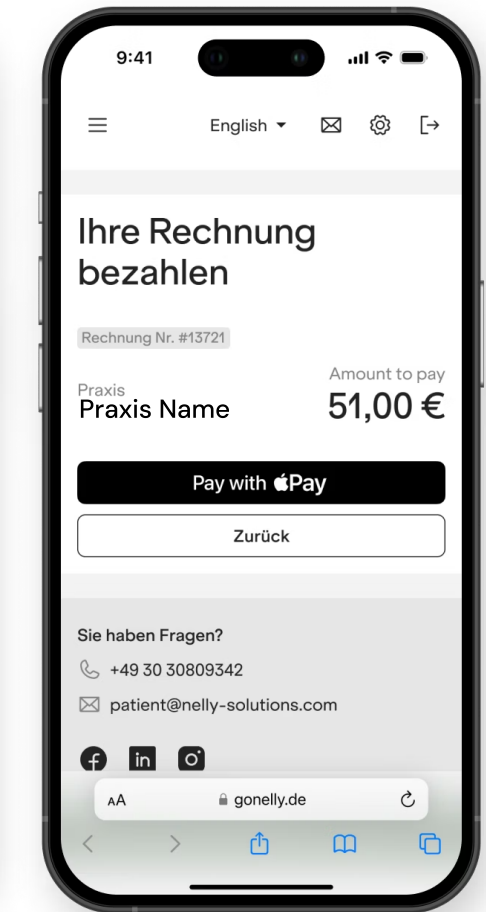 9:41
English
Ihre Rechnung
bezahlen
Rechnung Nr. #13721
Amount to pay
Praxis
Praxis Name
51,00 €
Pay with Pay
Zurück
Sie haben Fragen?
+49 30 30809342
patient@nelly-solutions.com
f in
AA gonelly.de